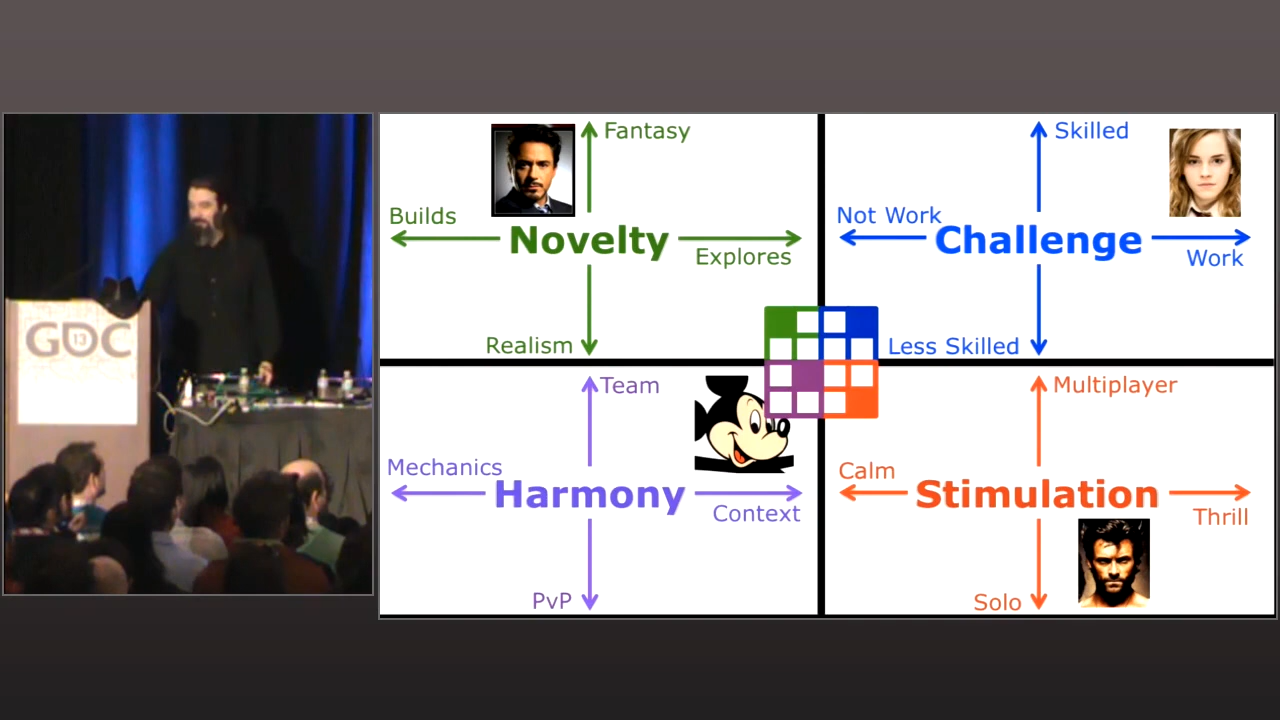 GDC
13
Fantasy
Builds
Novelty
Explores
Realism
Skilled
Not Work
Challenge
Work
Less Skilled
Team
Mechanics
Harmony
Context
PvP
Multiplayer
Calm
Stimulation
Thrill
Solo